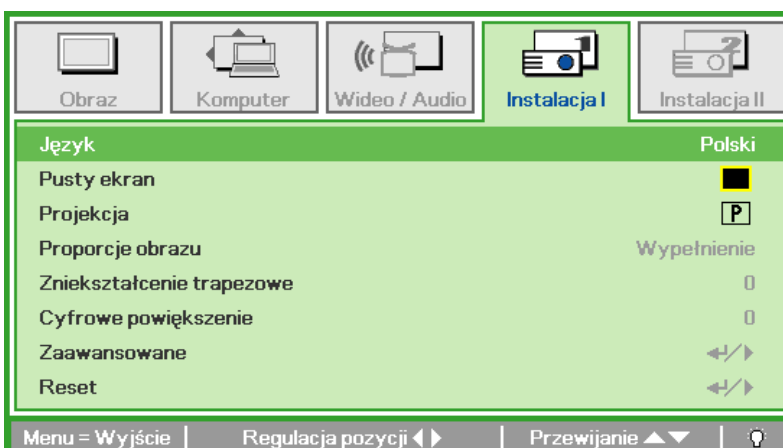 Obraz
Komputer
Wideo / Audio
Instalacja I
Instalacja II
Język Polski
Pusty ekran
Projekcja P
Proporcje obrazu Wypełnienie
Zniekształcenie trapezowe 0
Cyfrowe powiększenie 0
Zaawansowane
Reset
Menu = Wyjście | Regulacja pozycji | Przewijanie |